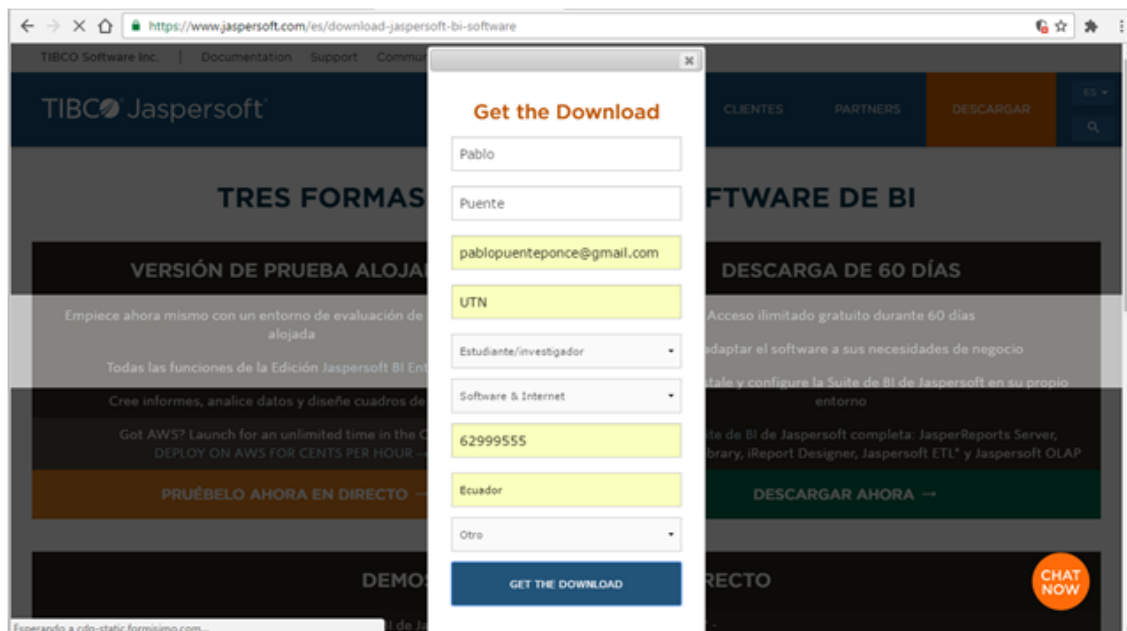 https://www.jaspersoft.com/es/download-jaspersoft-bi-software
TIBCO Software Inc. | Documentation Support Commun
TIBCO Jaspersoft
CLIENTES PARTNERS DESCARGAR ES
Get the Download
Pablo
Puente
pablopuenteponce@gmail.com
UTN
Estudiante/investigador
Software & Internet
62999555
Ecuador
Otro
GET THE DOWNLOAD
TRES FORMAS FTWARE DE BI
VERSIÓN DE PRUEBA ALOJA
Empiece ahora mismo con un entorno de evaluación de
alojada
Todas las funciones de la Edición Jaspersoft BI Ent
Cree informes, analice datos y diseñe cuadros de
Got AWS? Launch for an unlimited time in the C
DEPLOY ON AWS FOR CENTS PER HOUR →
PRUÉBELO AHORA EN DIRECTO →
DESCARGA DE 60 DÍAS
Acceso ilimitado gratuito durante 60 días
adaptar el software a sus necesidades de negocio
stale y configure la Suite de BI de Jaspersoft en su propio
entorno
ite de BI de Jaspersoft completa: JasperReports Server,
brary, iReport Designer, Jaspersoft ETL* y Jaspersoft OLAP
DESCARGAR AHORA →
DEMOS RECTO
CHAT
NOW
Esperando a cdn-static.formisimo.com...